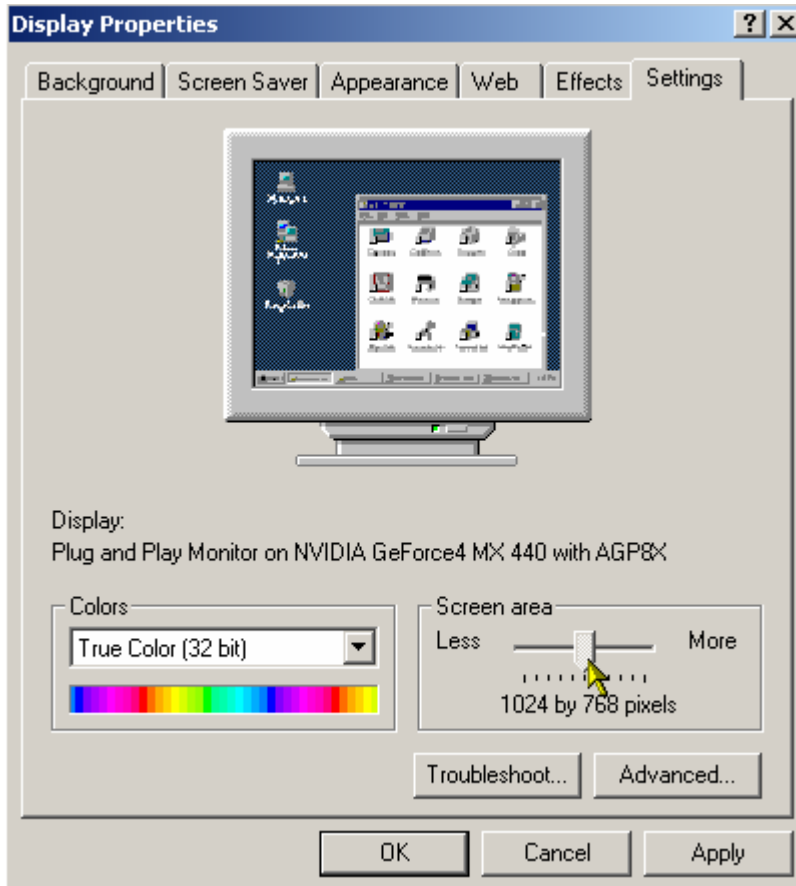 Display Properties
Background Screen Saver Appearance Web Effects Settings
Display:
Plug and Play Monitor on NVIDIA GeForce4 MX 440 with AGP8X
Colors
True Color (32 bit)
Screen area
Less More
1024 by 768 pixels
Troubleshoot... Advanced...
OK Cancel Apply